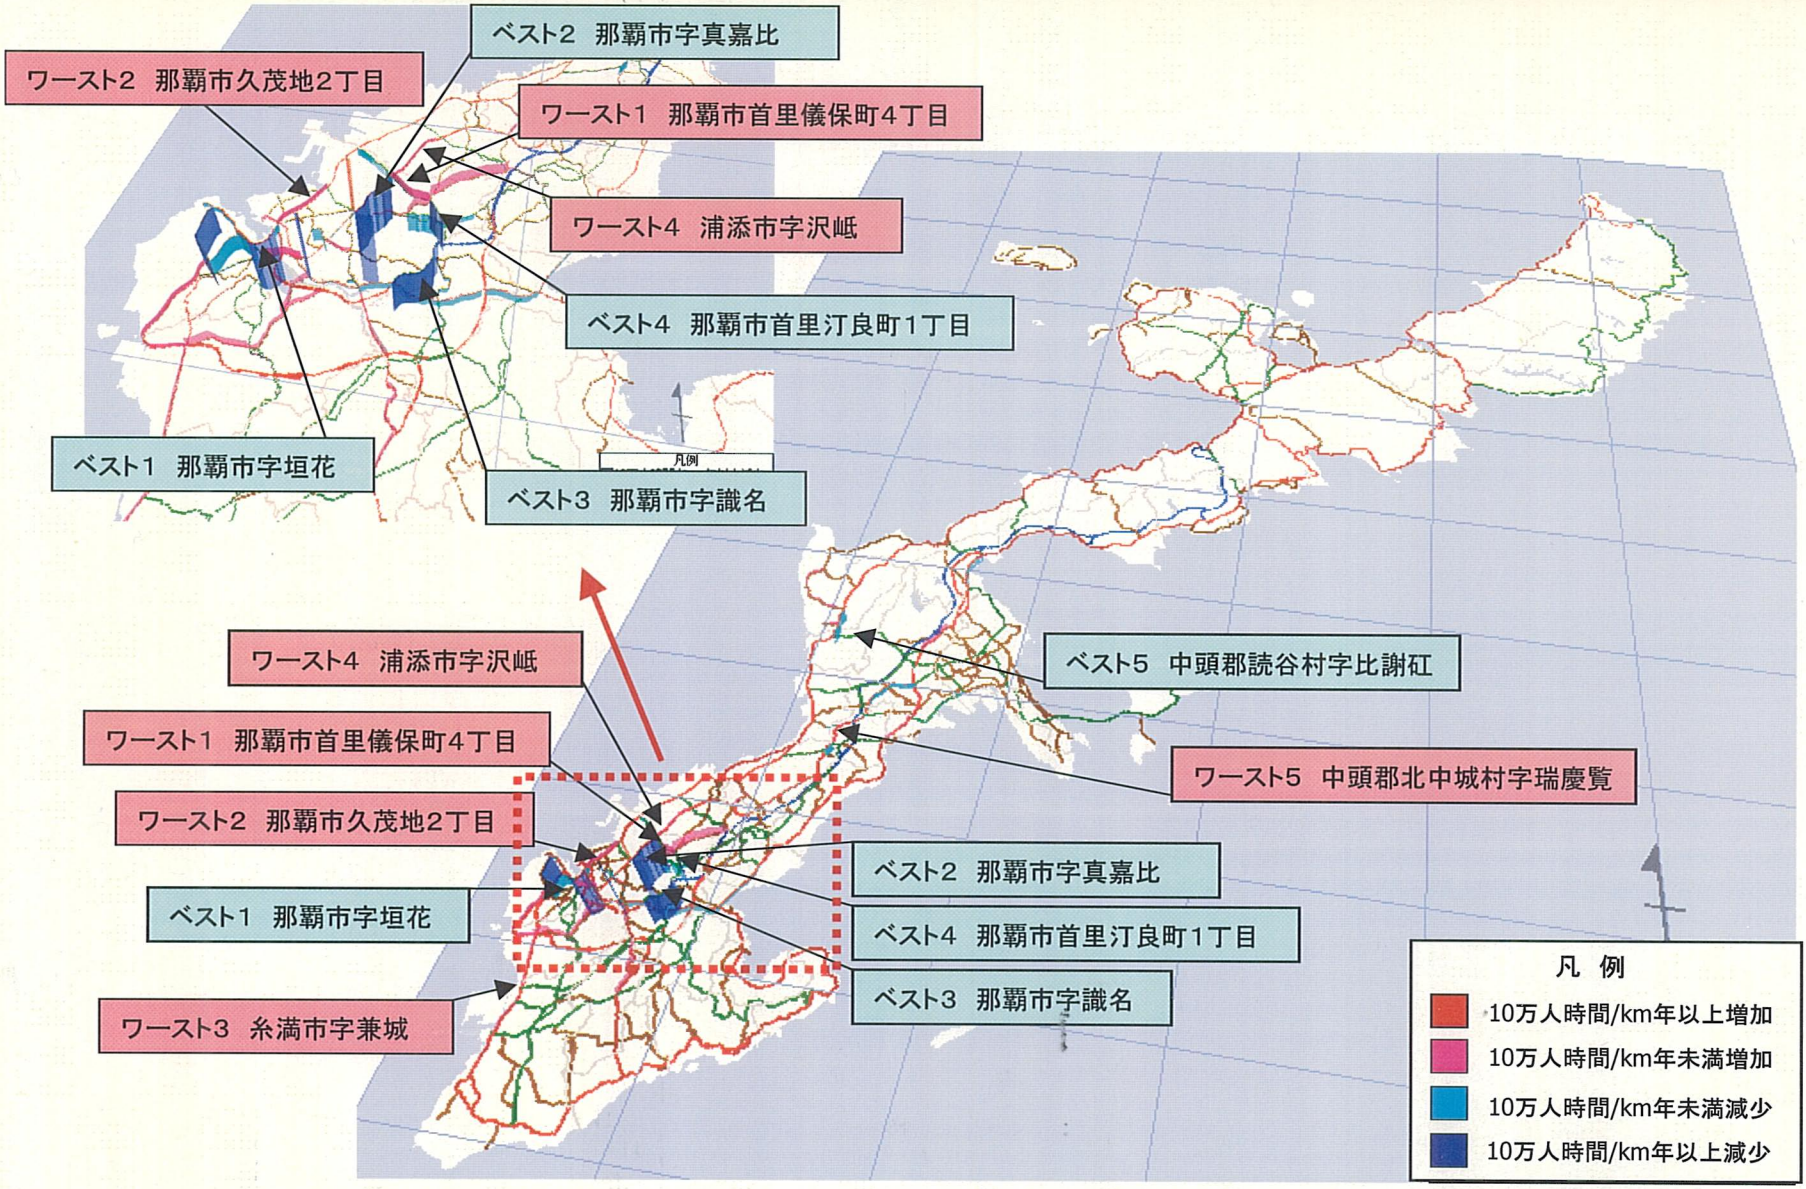 ベスト2 那覇市字真嘉比
ワースト2 那覇市久茂地2丁目
ワースト1 那覇市首里儀保町4丁目
ワースト4 浦添市字沢岻
ベスト4 那覇市首里汀良町1丁目
ベスト1 那覇市字垣花
凡例
ベスト3 那覇市字識名
ワースト4 浦添市字沢岻
ベスト5 中頭郡読谷村字比謝矼
ワースト1 那覇市首里儀保町4丁目
ワースト5 中頭郡北中城村字瑞慶覧
ワースト2 那覇市久茂地2丁目
ベスト2 那覇市字真嘉比
ベスト1 那覇市字垣花
ベスト4 那覇市首里汀良町1丁目
ベスト3 那覇市字識名
ワースト3 糸満市字兼城
凡 例
10万人時間/km年以上増加
10万人時間/km年未満増加
10万人時間/km年未満減少
10万人時間/km年以上減少